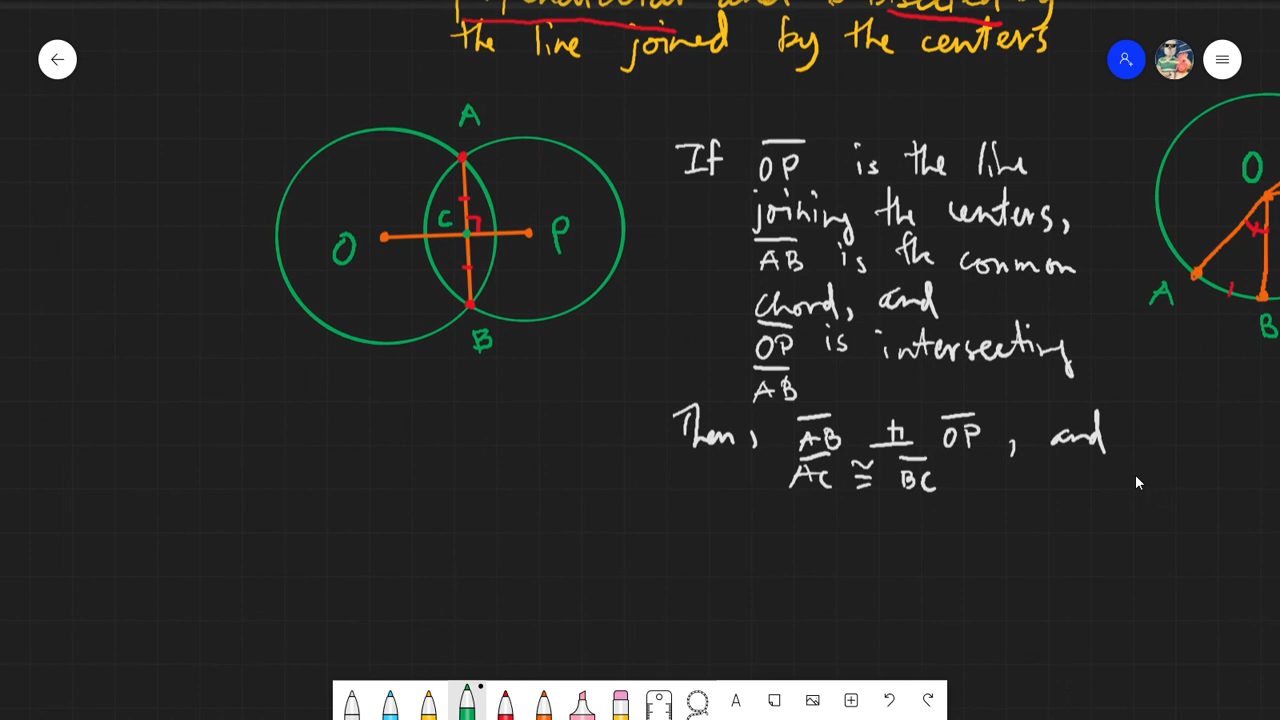 the line joined by the centers
A
C
O
P
B
If OP is the line
joining the centers,
AB is the common
chord, and
OP is intersecting
AB
Then, AB ⊥ OP, and
AC ≅ BC
O
A
B
A